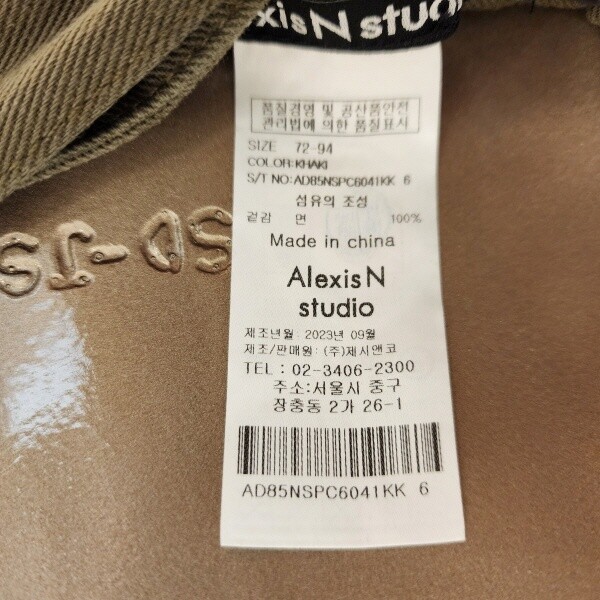 AlexisN studio
품질경영 및 공산품안전
관리법에 의한 품질표시
SIZE 72-94
COLOR:KHAKI
S/T NO:AD85NSPC6041KK 6
섬유의 조성
겉감 면 100%
Made in china
AlexisN
studio
제조년월 : 2023년 09월
제조/판매원 : (주)제시앤코
TEL : 02-3406-2300
주소:서울시 중구
장충동 2가 26-1
AD85NSPC6041KK 6